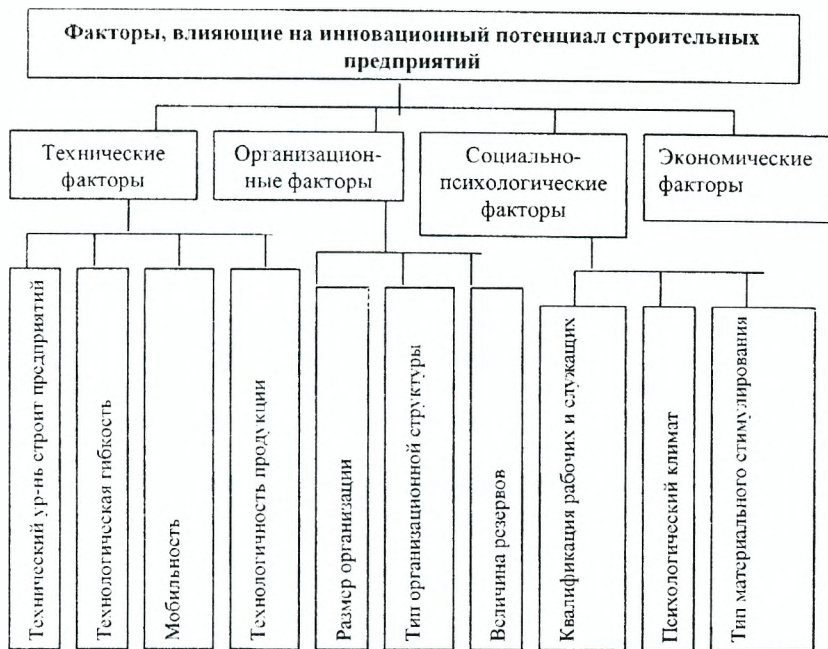 Факторы, влияющие на инновационный потенциал строительных
предприятий
Технические
факторы
Организацион-
ные факторы
Социально-
психологические
факторы
Экономические
факторы
Технический ур-нь строит предприятий
Технологическая гибкость
Мобильность
Технологичность продукции
Размер организации
Тип организационной структуры
Величина резервов
Квалификация рабочих и служащих
Психологический климат
Тип материального стимулирования